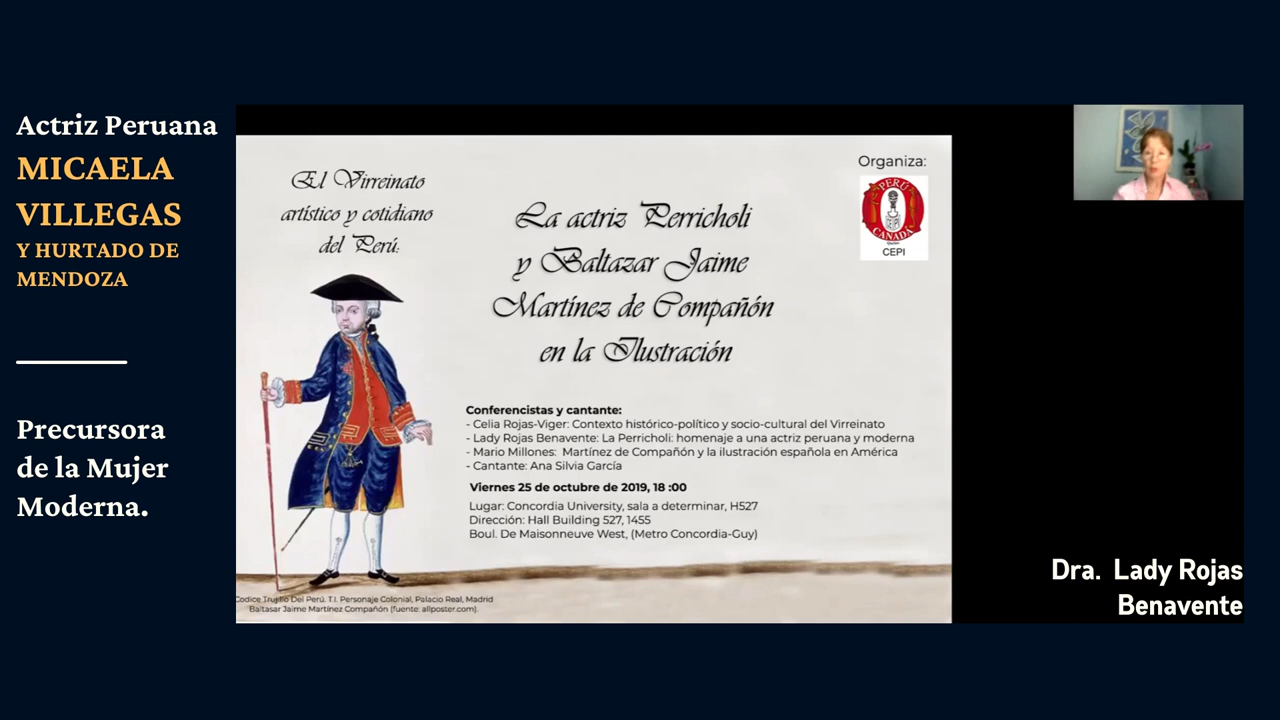 Actriz Peruana
MICAELA
VILLEGAS
Y HURTADO DE
MENDOZA
Precursora
de la Mujer
Moderna.
El Virreinato
artístico y cotidiano
del Perú:
La actriz Perricholi
y Baltazar Jaime
Martínez de Compañón
en la Ilustración
Organiza:
PERÚ
CANADÁ
CEPI
Conferencistas y cantante:
- Celia Rojas-Viger: Contexto histórico-político y socio-cultural del Virreinato
- Lady Rojas Benavente: La Perricholi: homenaje a una actriz peruana y moderna
- Mario Millones: Martínez de Compañón y la ilustración española en América
- Cantante: Ana Silvia García
Viernes 25 de octubre de 2019, 18 :00
Lugar: Concordia University, sala a determinar, H527
Dirección: Hall Building 527, 1455
Boul. De Maisonneuve West, (Metro Concordia-Guy)
Codice Trujillo Del Perú. T.I. Personaje Colonial, Palacio Real, Madrid
Baltasar Jaime Martínez Compañón (fuente: allposter.com).
Dra. Lady Rojas
Benavente